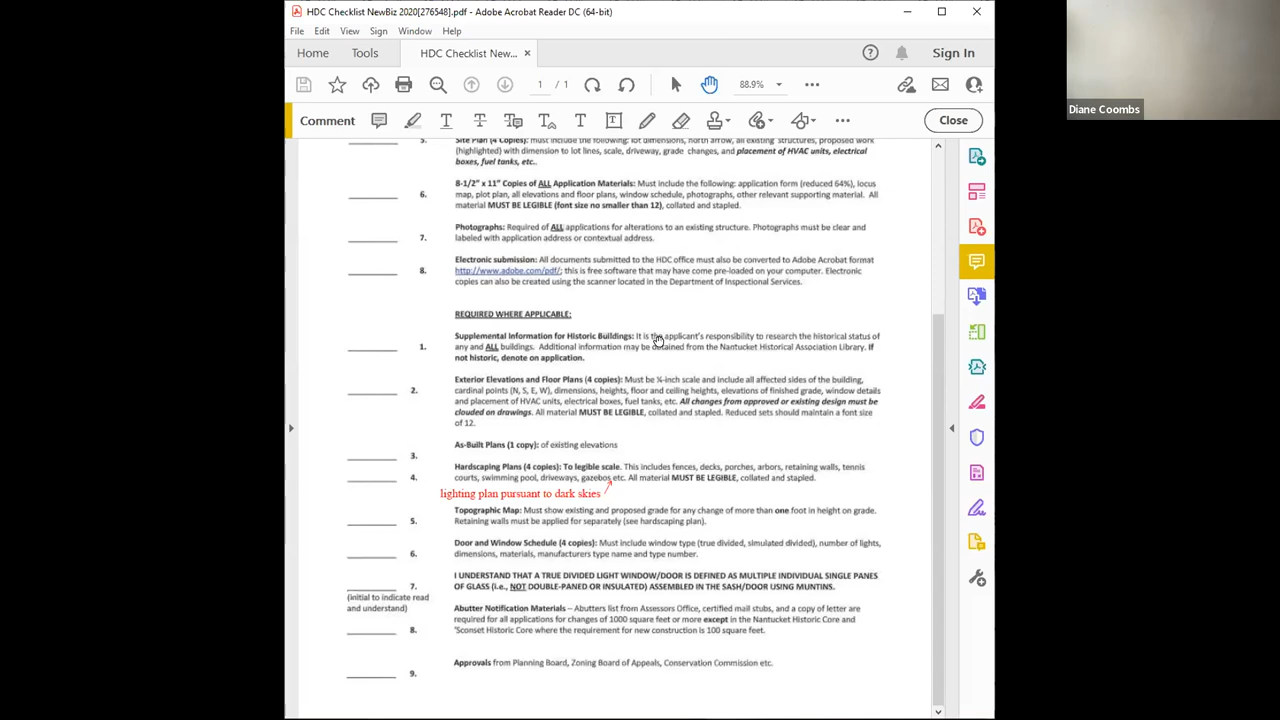 HDC Checklist NewBiz 2020[276548].pdf - Adobe Acrobat Reader DC (64-bit)
File Edit View Sign Window Help
Home Tools HDC Checklist New... × Sign In
1 / 1 88.9%
Comment Close
Diane Coombs
5. Site Plan (4 Copies): must include the following: lot dimensions, north arrow, all existing structures, proposed work
(highlighted) with dimension to lot lines, scale, driveway, grade changes, and placement of HVAC units, electrical
boxes, fuel tanks, etc..
8-1/2" x 11" Copies of ALL Application Materials: Must include the following: application form (reduced 64%), locus
6. map, plot plan, all elevations and floor plans, window schedule, photographs, other relevant supporting material. All
material MUST BE LEGIBLE (font size no smaller than 12), collated and stapled.
Photographs: Required of ALL applications for alterations to an existing structure. Photographs must be clear and
7. labeled with application address or contextual address.
Electronic submission: All documents submitted to the HDC office must also be converted to Adobe Acrobat format
8. http://www.adobe.com/pdf/; this is free software that may have come pre-loaded on your computer. Electronic
copies can also be created using the scanner located in the Department of Inspectional Services.
REQUIRED WHERE APPLICABLE:
Supplemental Information for Historic Buildings: It is the applicant's responsibility to research the historical status of
1. any and ALL buildings. Additional information may be obtained from the Nantucket Historical Association Library. If
not historic, denote on application.
Exterior Elevations and Floor Plans (4 copies): Must be ¼-inch scale and include all affected sides of the building,
2. cardinal points (N, S, E, W), dimensions, heights, floor and ceiling heights, elevations of finished grade, window details
and placement of HVAC units, electrical boxes, fuel tanks, etc. All changes from approved or existing design must be
clouded on drawings. All material MUST BE LEGIBLE, collated and stapled. Reduced sets should maintain a font size
of 12.
As-Built Plans (1 copy): of existing elevations
3.
Hardscaping Plans (4 copies): To legible scale. This includes fences, decks, porches, arbors, retaining walls, tennis
4. courts, swimming pool, driveways, gazebos etc. All material MUST BE LEGIBLE, collated and stapled.
lighting plan pursuant to dark skies
Topographic Map: Must show existing and proposed grade for any change of more than one foot in height on grade.
5. Retaining walls must be applied for separately (see hardscaping plan).
Door and Window Schedule (4 copies): Must include window type (true divided, simulated divided), number of lights,
6. dimensions, materials, manufacturers type name and type number.
I UNDERSTAND THAT A TRUE DIVIDED LIGHT WINDOW/DOOR IS DEFINED AS MULTIPLE INDIVIDUAL SINGLE PANES
7. OF GLASS (i.e., NOT DOUBLE-PANED OR INSULATED) ASSEMBLED IN THE SASH/DOOR USING MUNTINS.
(initial to indicate read
and understand)
Abutter Notification Materials – Abutters list from Assessors Office, certified mail stubs, and a copy of letter are
required for all applications for changes of 1000 square feet or more except in the Nantucket Historic Core and
8. 'Sconset Historic Core where the requirement for new construction is 100 square feet.
Approvals from Planning Board, Zoning Board of Appeals, Conservation Commission etc.
9.